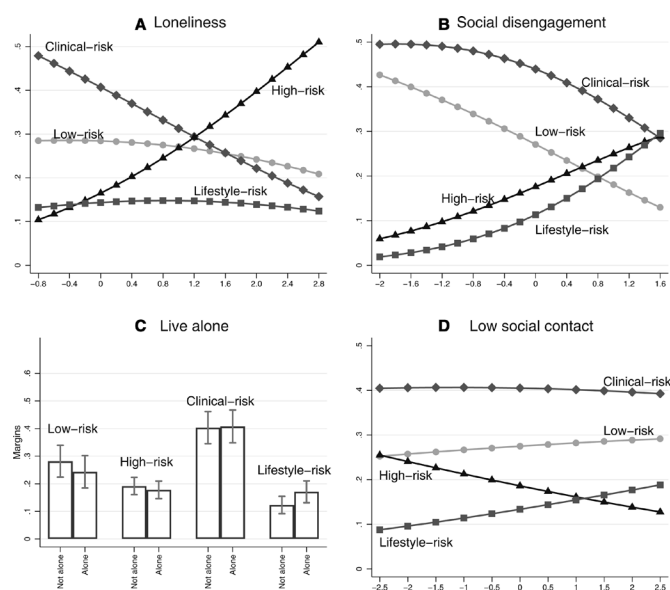 A Loneliness
.5
.4
.3
.2
.1
0
Clinical–risk
High–risk
Low–risk
Lifestyle–risk
−0.8 −0.4 0 0.4 0.8 1.2 1.6 2.0 2.4 2.8
B Social disengagement
.5
.4
.3
.2
.1
0
Clinical–risk
Low–risk
High–risk
Lifestyle–risk
−2 −1.6 −1.2 −0.8 −0.4 0 0.4 0.8 1.2 1.6
C Live alone
Margins
.6
.5
.4
.3
.2
.1
0
Low–risk
High–risk
Clinical–risk
Lifestyle–risk
Not alone
Alone
Not alone
Alone
Not alone
Alone
Not alone
Alone
D Low social contact
.5
.4
.3
.2
.1
0
Clinical–risk
Low–risk
High–risk
Lifestyle–risk
−2.5 −2 −1.5 −1 −0.5 0 0.5 1 1.5 2 2.5